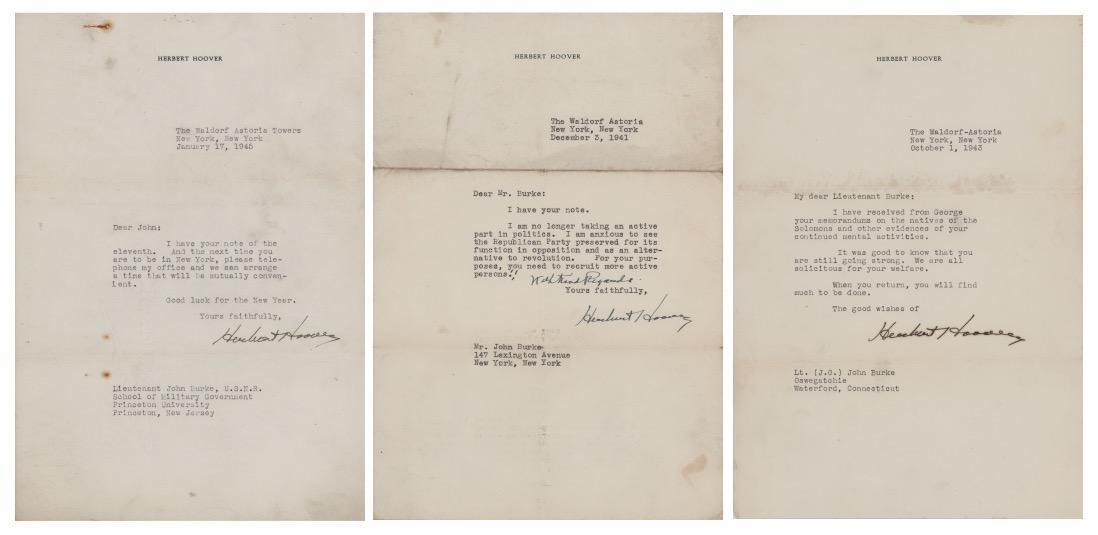 HERBERT HOOVER
The Waldorf Astoria Towers
New York, New York
January 17, 1945
Dear John:
I have your note of the
eleventh. And the next time you
are to be in New York, please tele-
phone my office and we can arrange
a time that will be mutually conven-
ient.
Good luck for the New Year.
Yours faithfully,
Herbert Hoover
Lieutenant John Burke, U.S.N.R.
School of Military Government
Princeton University
Princeton, New Jersey
HERBERT HOOVER
The Waldorf Astoria
New York, New York
December 3, 1941
Dear Mr. Burke:
I have your note.
I am no longer taking an active
part in politics. I am anxious to see
the Republican Party preserved for its
function in opposition and as an alter-
native to revolution. For your pur-
poses, you need to recruit more active
persons!!
With Kind Regards
Yours faithfully,
Herbert Hoover
Mr. John Burke
147 Lexington Avenue
New York, New York
HERBERT HOOVER
The Waldorf-Astoria
New York, New York
October 1, 1943
My dear Lieutenant Burke:
I have received from George
your memorandums on the natives of the
Solomons and other evidences of your
continued mental activities.
It was good to know that you
are still going strong. We are all
solicitous for your welfare.
When you return, you will find
much to be done.
The good wishes of
Herbert Hoover
Lt. (J.G.) John Burke
Oswegatchie
Waterford, Connecticut